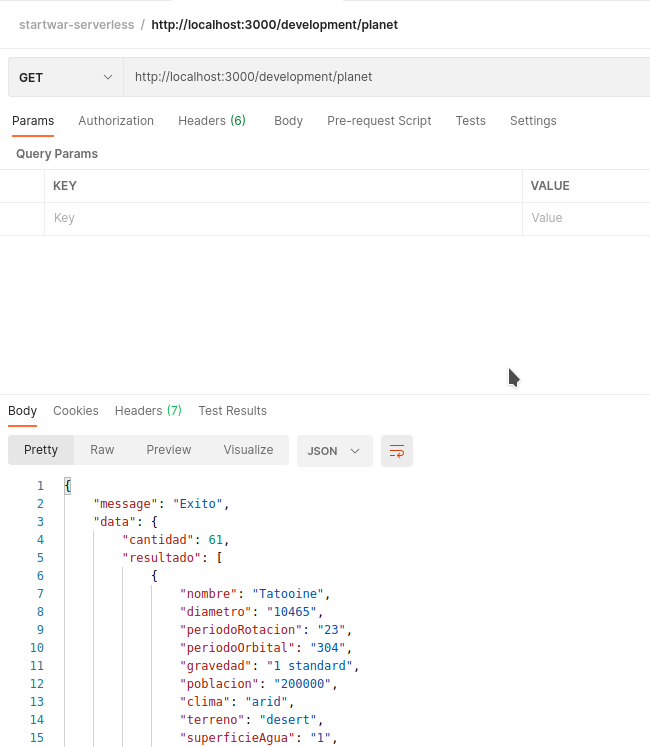 startwar-serverless / http://localhost:3000/development/planet
GET http://localhost:3000/development/planet
Params Authorization Headers (6) Body Pre-request Script Tests Settings
Query Params
KEY VALUE
Key Value
Body Cookies Headers (7) Test Results
Pretty Raw Preview Visualize JSON
1 {
2 "message": "Exito",
3 "data": {
4 "cantidad": 61,
5 "resultado": [
6 {
7 "nombre": "Tatooine",
8 "diametro": "10465",
9 "periodoRotacion": "23",
10 "periodoOrbital": "304",
11 "gravedad": "1 standard",
12 "poblacion": "200000",
13 "clima": "arid",
14 "terreno": "desert",
15 "superficieAgua": "1",